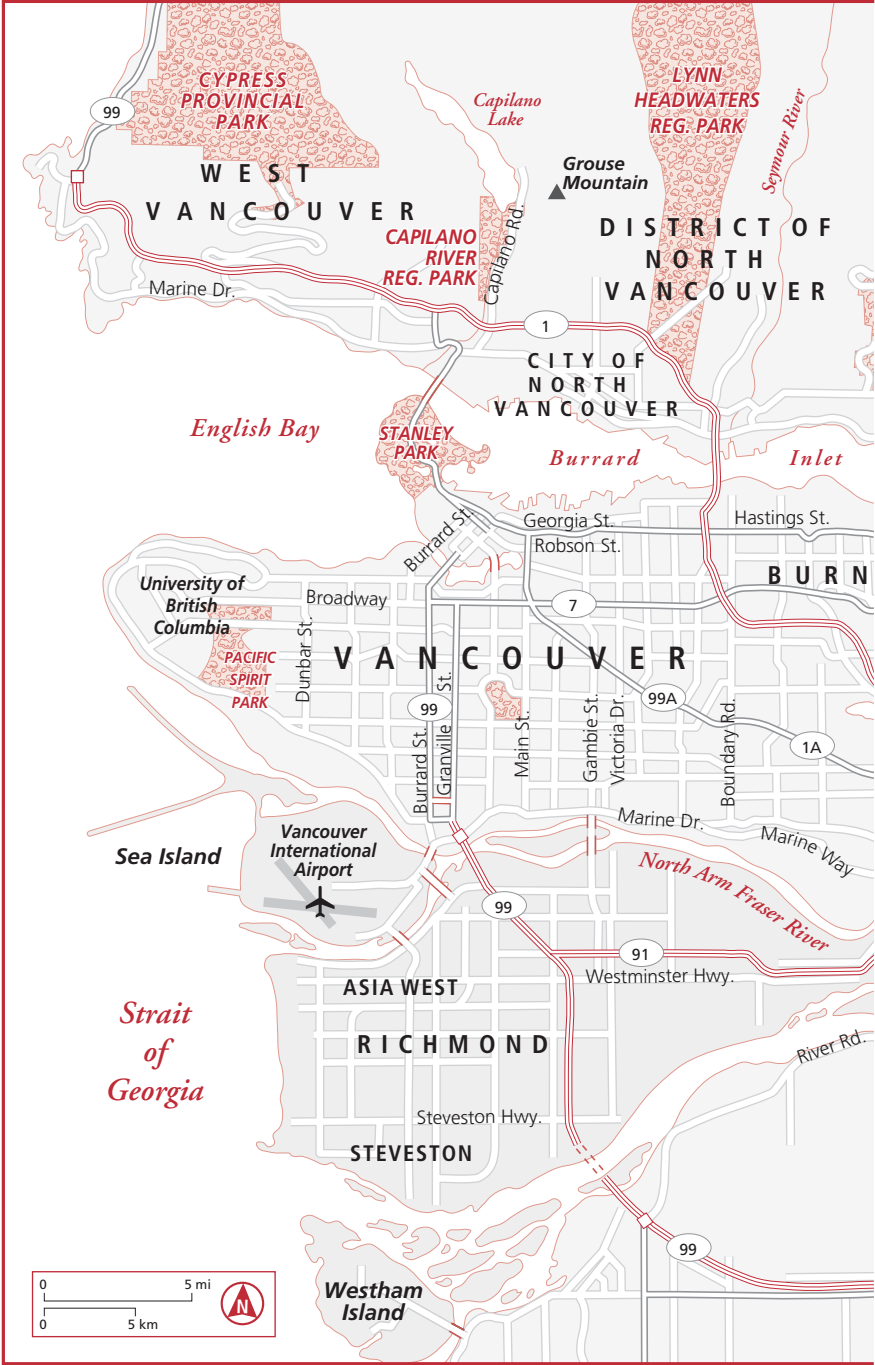 CYPRESS
PROVINCIAL
PARK
LYNN
HEADWATERS
REG. PARK
Capilano
Lake
Seymour River
99
Grouse
Mountain
WEST
VANCOUVER
CAPILANO
RIVER
REG. PARK
Capilano Rd.
DISTRICT OF
NORTH
VANCOUVER
Marine Dr.
1
CITY OF
NORTH
VANCOUVER
English Bay
STANLEY
PARK
Burrard
Inlet
Burrard St.
Georgia St.
Robson St.
Hastings St.
BURN
University of
British
Columbia
Broadway
7
Dunbar St.
VANCOUVER
PACIFIC
SPIRIT
PARK
99
99A
1A
Burrard St.
Granville St.
Main St.
Gambie St.
Victoria Dr.
Boundary Rd.
Marine Dr.
Marine Way
Sea Island
Vancouver
International
Airport
North Arm Fraser River
99
91
Westminster Hwy.
ASIA WEST
Strait
of
Georgia
RICHMOND
River Rd.
Steveston Hwy.
STEVESTON
99
Westham
Island
0 5 mi
0 5 km
N